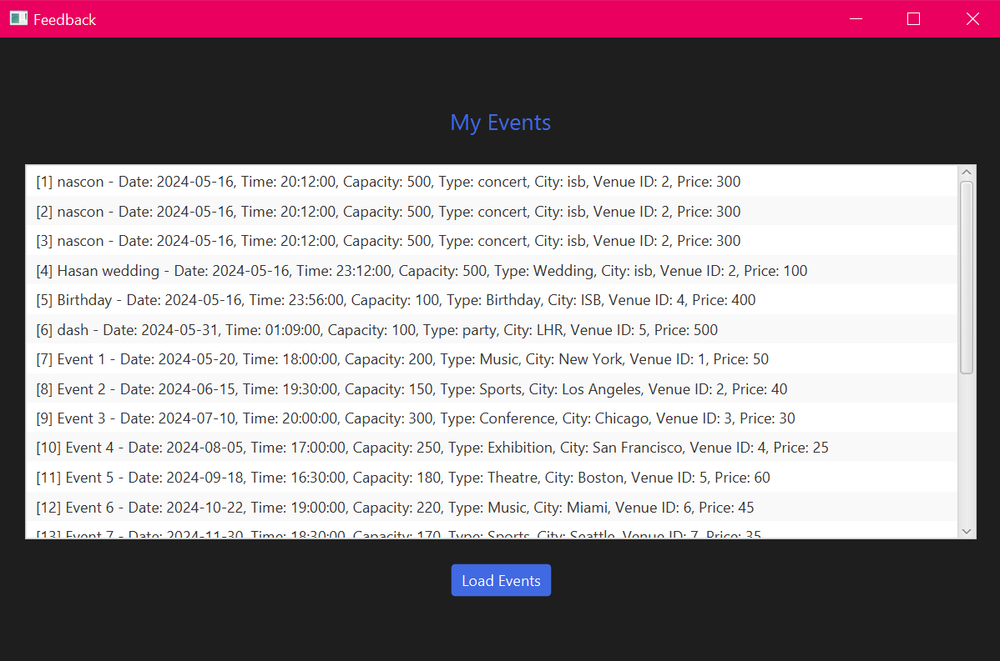 Feedback
My Events
[1] nascon - Date: 2024-05-16, Time: 20:12:00, Capacity: 500, Type: concert, City: isb, Venue ID: 2, Price: 300
[2] nascon - Date: 2024-05-16, Time: 20:12:00, Capacity: 500, Type: concert, City: isb, Venue ID: 2, Price: 300
[3] nascon - Date: 2024-05-16, Time: 20:12:00, Capacity: 500, Type: concert, City: isb, Venue ID: 2, Price: 300
[4] Hasan wedding - Date: 2024-05-16, Time: 23:12:00, Capacity: 500, Type: Wedding, City: isb, Venue ID: 2, Price: 100
[5] Birthday - Date: 2024-05-16, Time: 23:56:00, Capacity: 100, Type: Birthday, City: ISB, Venue ID: 4, Price: 400
[6] dash - Date: 2024-05-31, Time: 01:09:00, Capacity: 100, Type: party, City: LHR, Venue ID: 5, Price: 500
[7] Event 1 - Date: 2024-05-20, Time: 18:00:00, Capacity: 200, Type: Music, City: New York, Venue ID: 1, Price: 50
[8] Event 2 - Date: 2024-06-15, Time: 19:30:00, Capacity: 150, Type: Sports, City: Los Angeles, Venue ID: 2, Price: 40
[9] Event 3 - Date: 2024-07-10, Time: 20:00:00, Capacity: 300, Type: Conference, City: Chicago, Venue ID: 3, Price: 30
[10] Event 4 - Date: 2024-08-05, Time: 17:00:00, Capacity: 250, Type: Exhibition, City: San Francisco, Venue ID: 4, Price: 25
[11] Event 5 - Date: 2024-09-18, Time: 16:30:00, Capacity: 180, Type: Theatre, City: Boston, Venue ID: 5, Price: 60
[12] Event 6 - Date: 2024-10-22, Time: 19:00:00, Capacity: 220, Type: Music, City: Miami, Venue ID: 6, Price: 45
[13] Event 7 - Date: 2024-11-30, Time: 18:30:00, Capacity: 170, Type: Sports, City: Seattle, Venue ID: 7, Price: 35
Load Events